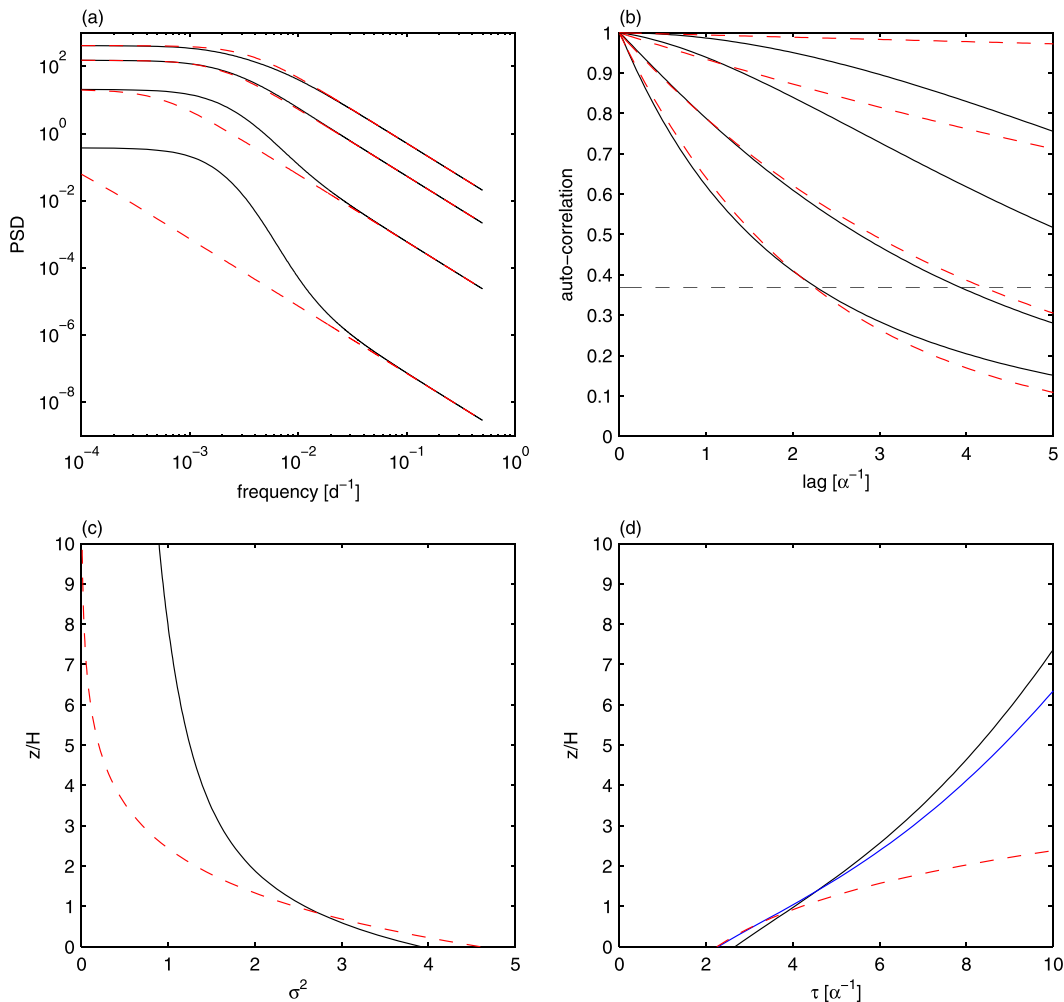 (a)
10^2
10^0
10^−2
10^−4
10^−6
10^−8
PSD
10^−4
10^−3
10^−2
10^−1
10^0
frequency [d^−1]
(b)
1
0.9
0.8
0.7
0.6
0.5
0.4
0.3
0.2
0.1
0
auto−correlation
0 1 2 3 4 5
lag [α^−1]
(c)
10
9
8
7
6
5
4
3
2
1
0
z/H
0 1 2 3 4 5
σ^2
(d)
10
9
8
7
6
5
4
3
2
1
0
z/H
0 2 4 6 8 10
τ [α^−1]